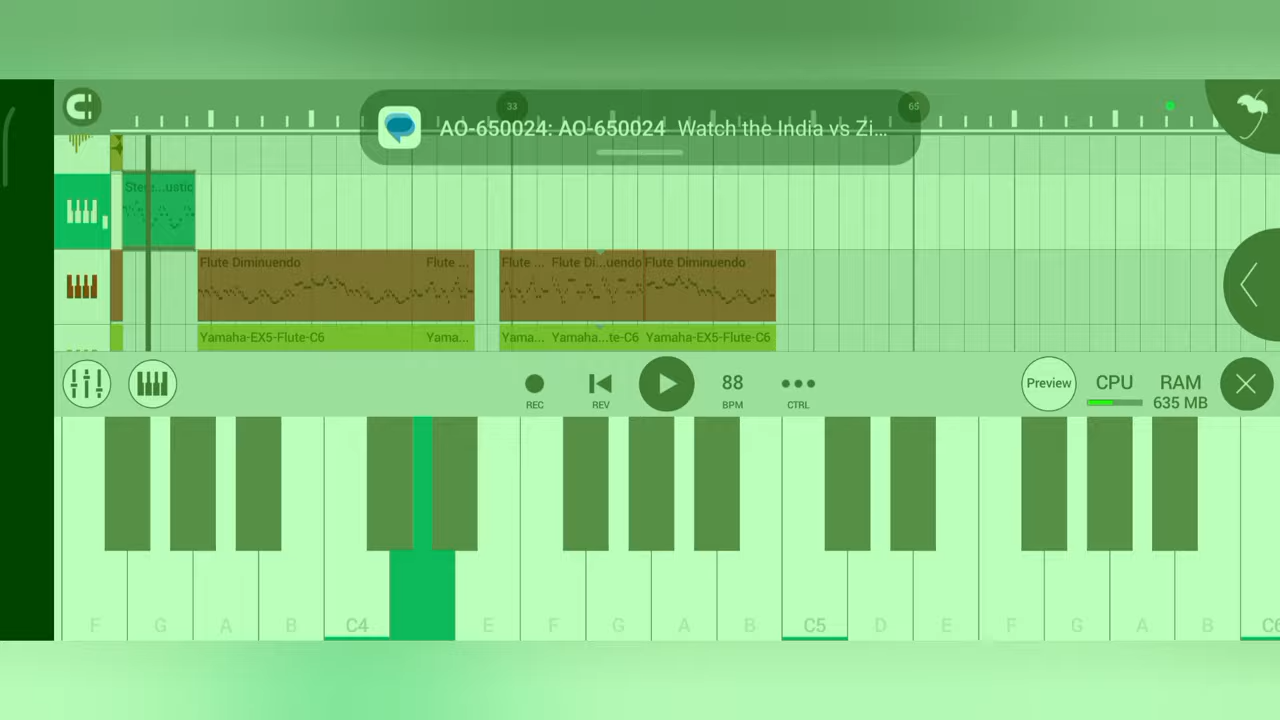 33
65
AO-650024: AO-650024 Watch the India vs Zi...
Flute Diminuendo
Flute ...
Flute ...
Flute Di...uendo
Flute Diminuendo
Yamaha-EX5-Flute-C6
Yama...
Yama...
Yamaha...te-C6
Yamaha-EX5-Flute-C6
REC
REV
88
BPM
CTRL
Preview
CPU
RAM
635 MB
F G A B C4 E F G A B C5 D E F G A B C6